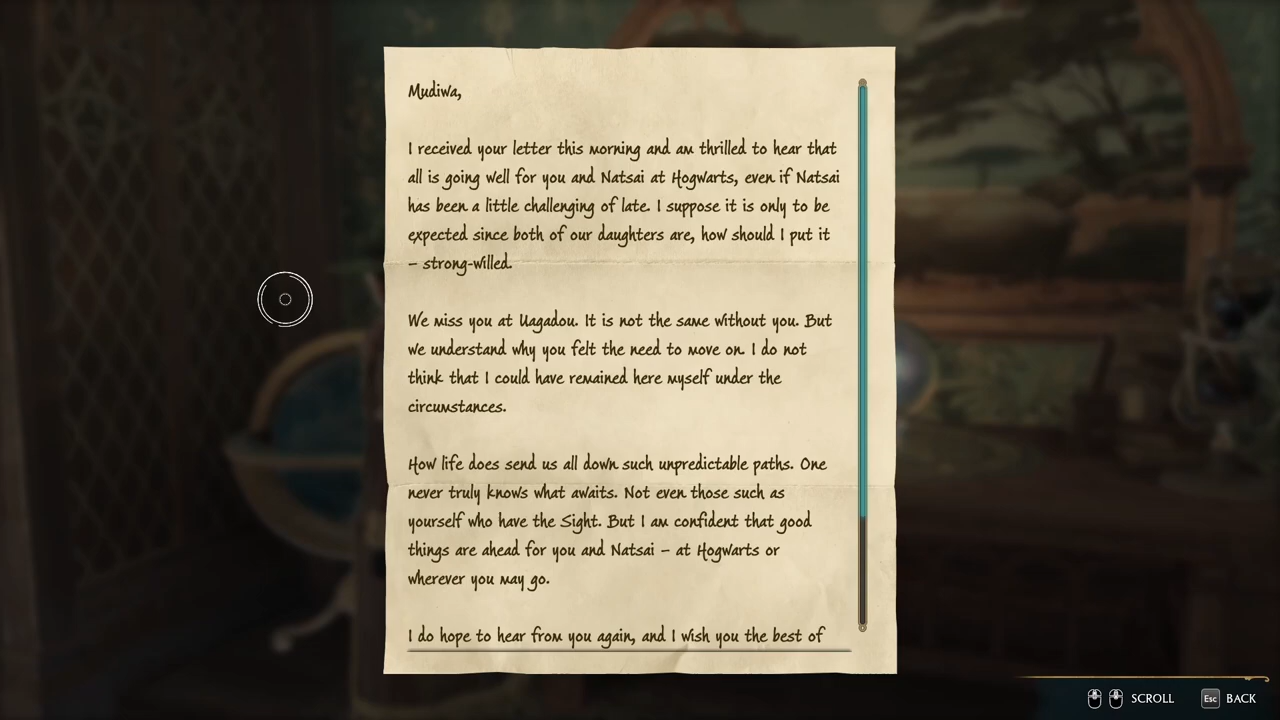 Mudiwa,
I received your letter this morning and am thrilled to hear that
all is going well for you and Natsai at Hogwarts, even if Natsai
has been a little challenging of late. I suppose it is only to be
expected since both of our daughters are, how should I put it
– strong-willed.
We miss you at Uagadou. It is not the same without you. But
we understand why you felt the need to move on. I do not
think that I could have remained here myself under the
circumstances.
How life does send us all down such unpredictable paths. One
never truly knows what awaits. Not even those such as
yourself who have the Sight. But I am confident that good
things are ahead for you and Natsai – at Hogwarts or
wherever you may go.
I do hope to hear from you again, and I wish you the best of
SCROLL
Esc BACK